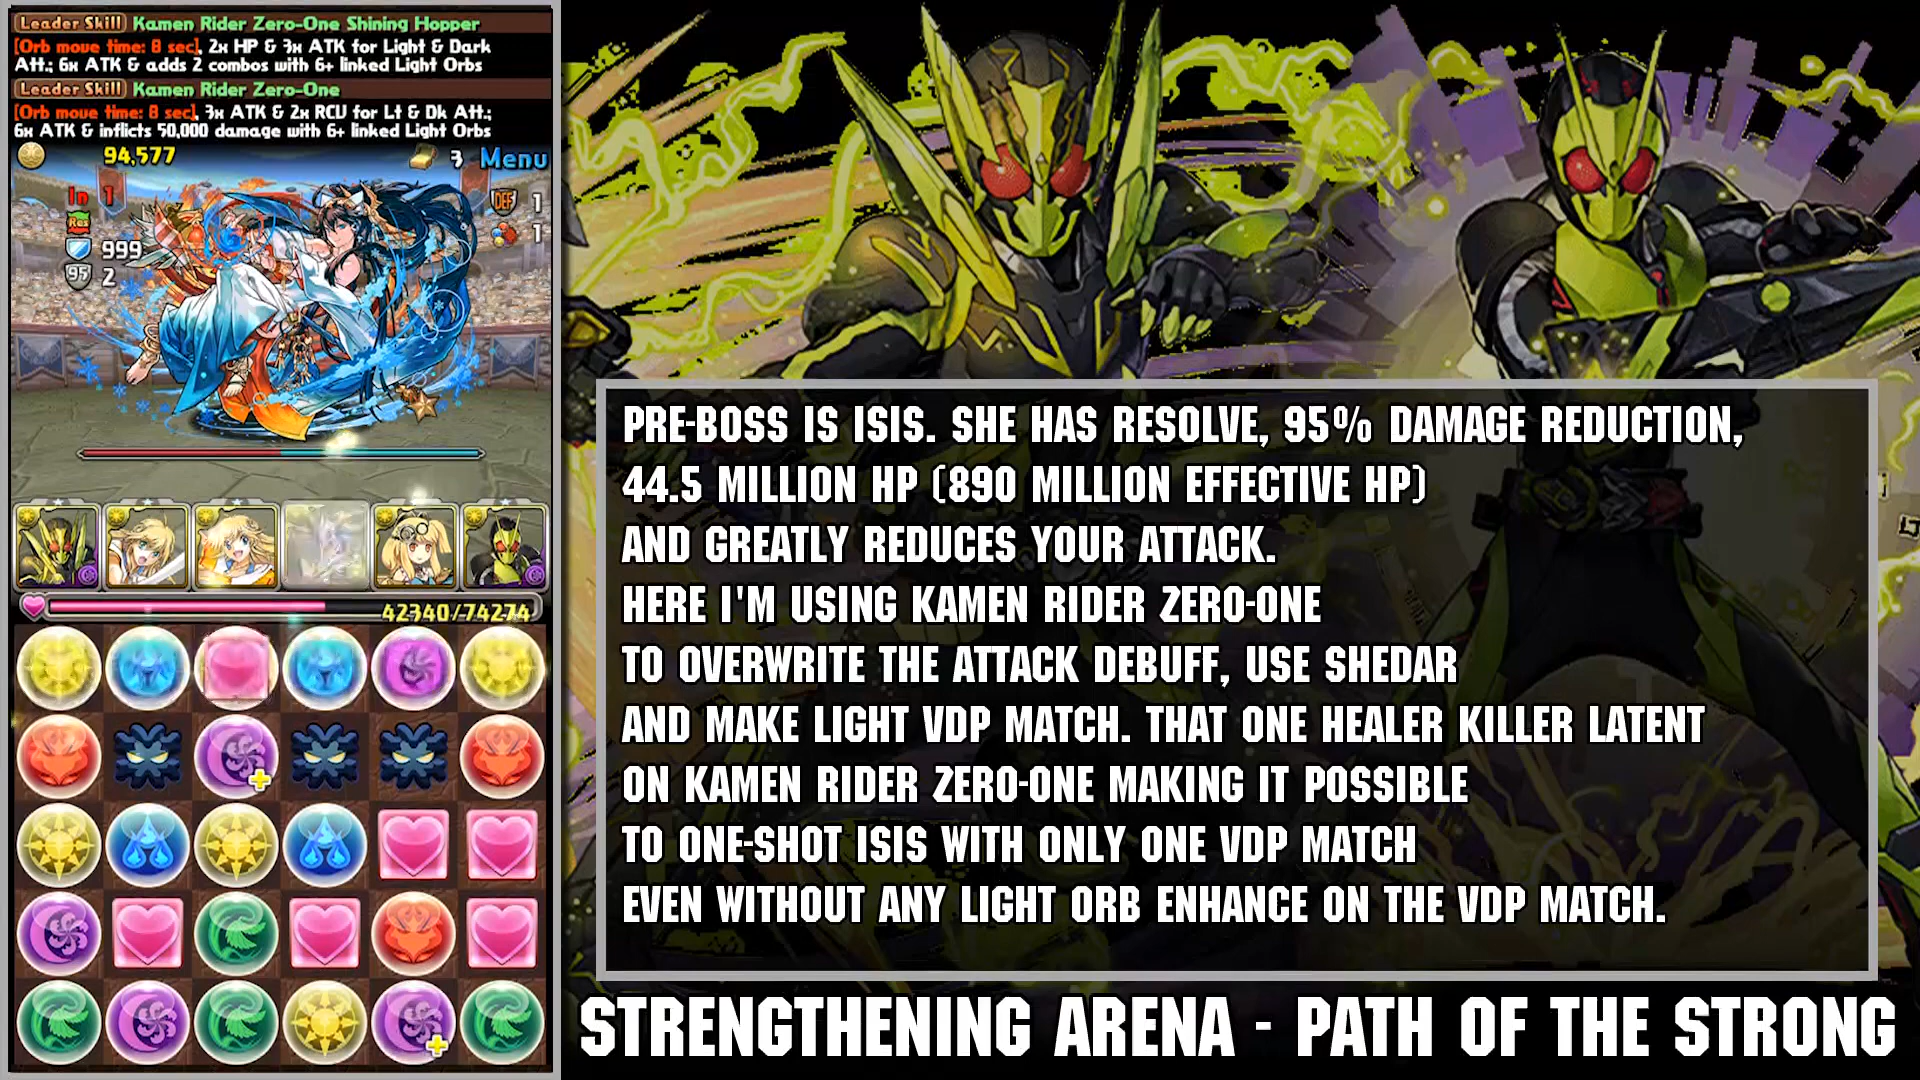 Leader Skill Kamen Rider Zero-One Shining Hopper
[Orb move time: 8 sec], 2x HP & 3x ATK for Light & Dark
Att.; 6x ATK & adds 2 combos with 6+ linked Light Orbs
Leader Skill Kamen Rider Zero-One
[Orb move time: 8 sec], 3x ATK & 2x RCV for Lt & Dk Att.;
6x ATK & inflicts 50,000 damage with 6+ linked Light Orbs
94,577 3 Menu
In 1
DEF 1
Res
1
999
95 2
42340/74274
PRE-BOSS IS ISIS. SHE HAS RESOLVE, 95% DAMAGE REDUCTION,
44.5 MILLION HP (890 MILLION EFFECTIVE HP)
AND GREATLY REDUCES YOUR ATTACK.
HERE I'M USING KAMEN RIDER ZERO-ONE
TO OVERWRITE THE ATTACK DEBUFF, USE SHEDAR
AND MAKE LIGHT VDP MATCH. THAT ONE HEALER KILLER LATENT
ON KAMEN RIDER ZERO-ONE MAKING IT POSSIBLE
TO ONE-SHOT ISIS WITH ONLY ONE VDP MATCH
EVEN WITHOUT ANY LIGHT ORB ENHANCE ON THE VDP MATCH.
STRENGTHENING ARENA - PATH OF THE STRONG